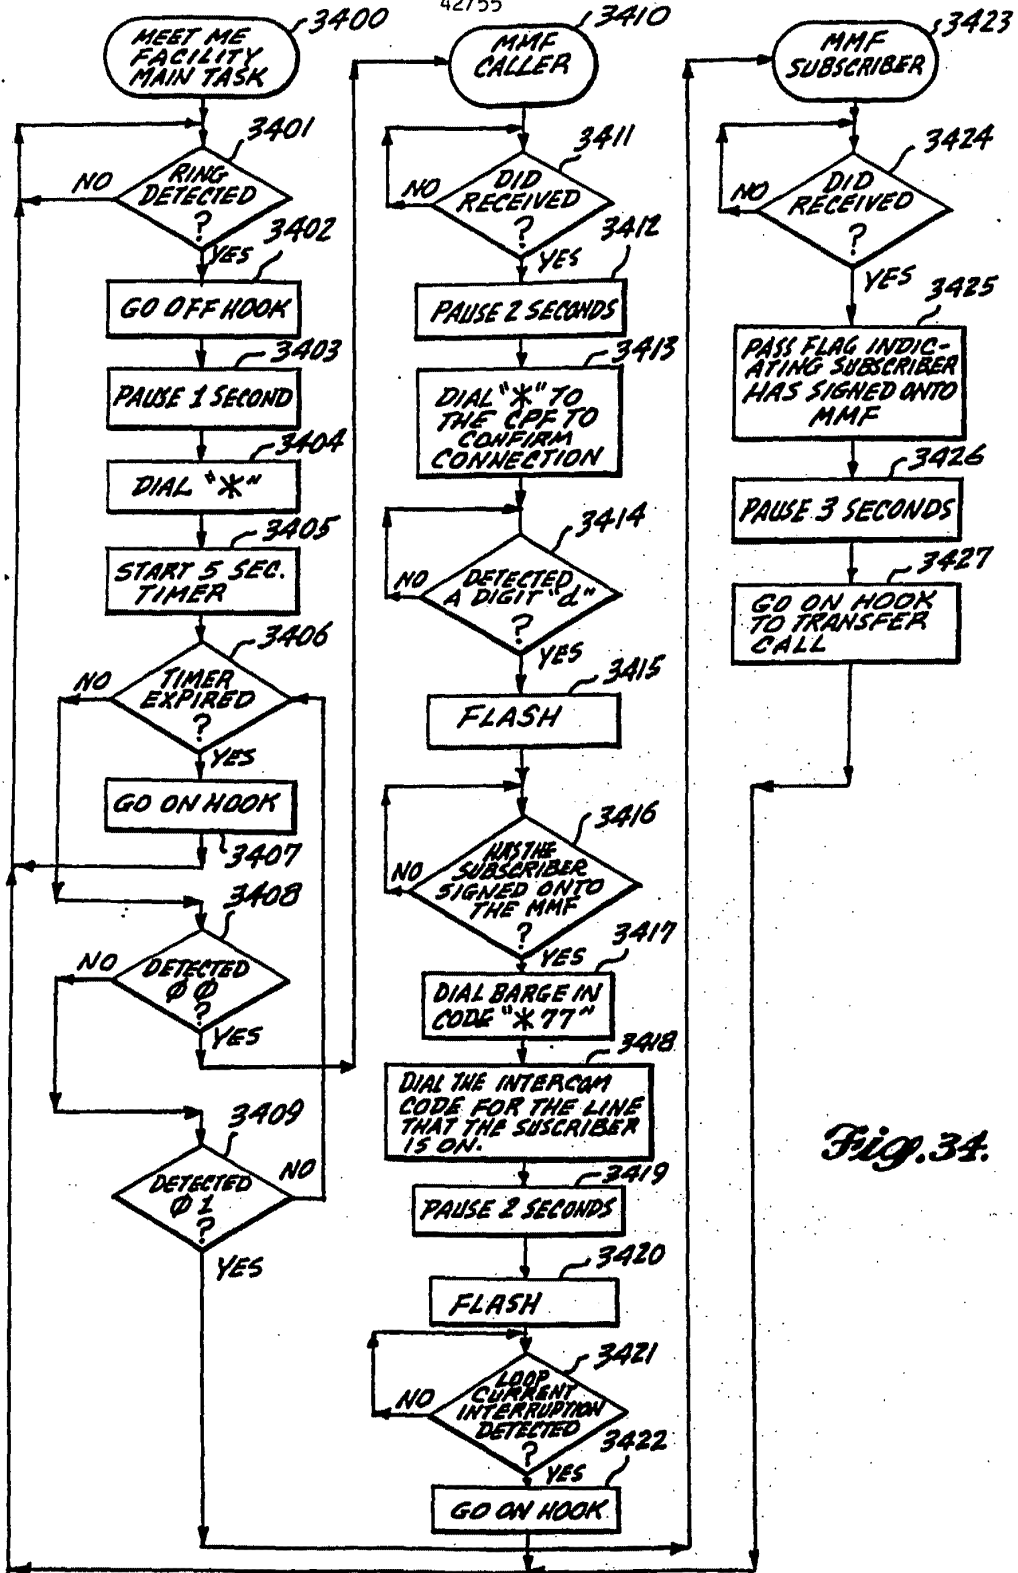 42/55
3400
MEET ME
FACILITY
MAIN TASK
3401
RING
DETECTED
?
NO
YES
3402
GO OFF HOOK
3403
PAUSE 1 SECOND
3404
DIAL "*"
3405
START 5 SEC.
TIMER
3406
TIMER
EXPIRED
?
NO
YES
GO ON HOOK
3407
3408
DETECTED
ØØ
?
NO
YES
3409
DETECTED
Ø1
?
NO
YES
3410
MMF
CALLER
3411
DID
RECEIVED
?
NO
YES
3412
PAUSE 2 SECONDS
3413
DIAL "*" TO
THE CPF TO
CONFIRM
CONNECTION
3414
DETECTED
A DIGIT "d"
?
NO
YES
3415
FLASH
3416
HAS THE
SUBSCRIBER
SIGNED ONTO
THE MMF
?
NO
YES
3417
DIAL BARGE IN
CODE "*77"
3418
DIAL THE INTERCOM
CODE FOR THE LINE
THAT THE SUSCRIBER
IS ON.
3419
PAUSE 2 SECONDS
3420
FLASH
3421
LOOP
CURRENT
INTERRUPTION
DETECTED
?
NO
YES
3422
GO ON HOOK
3423
MMF
SUBSCRIBER
3424
DID
RECEIVED
?
NO
YES
3425
PASS FLAG INDIC-
ATING SUBSCRIBER
HAS SIGNED ONTO
MMF
3426
PAUSE 3 SECONDS
3427
GO ON HOOK
TO TRANSFER
CALL
Fig. 34.